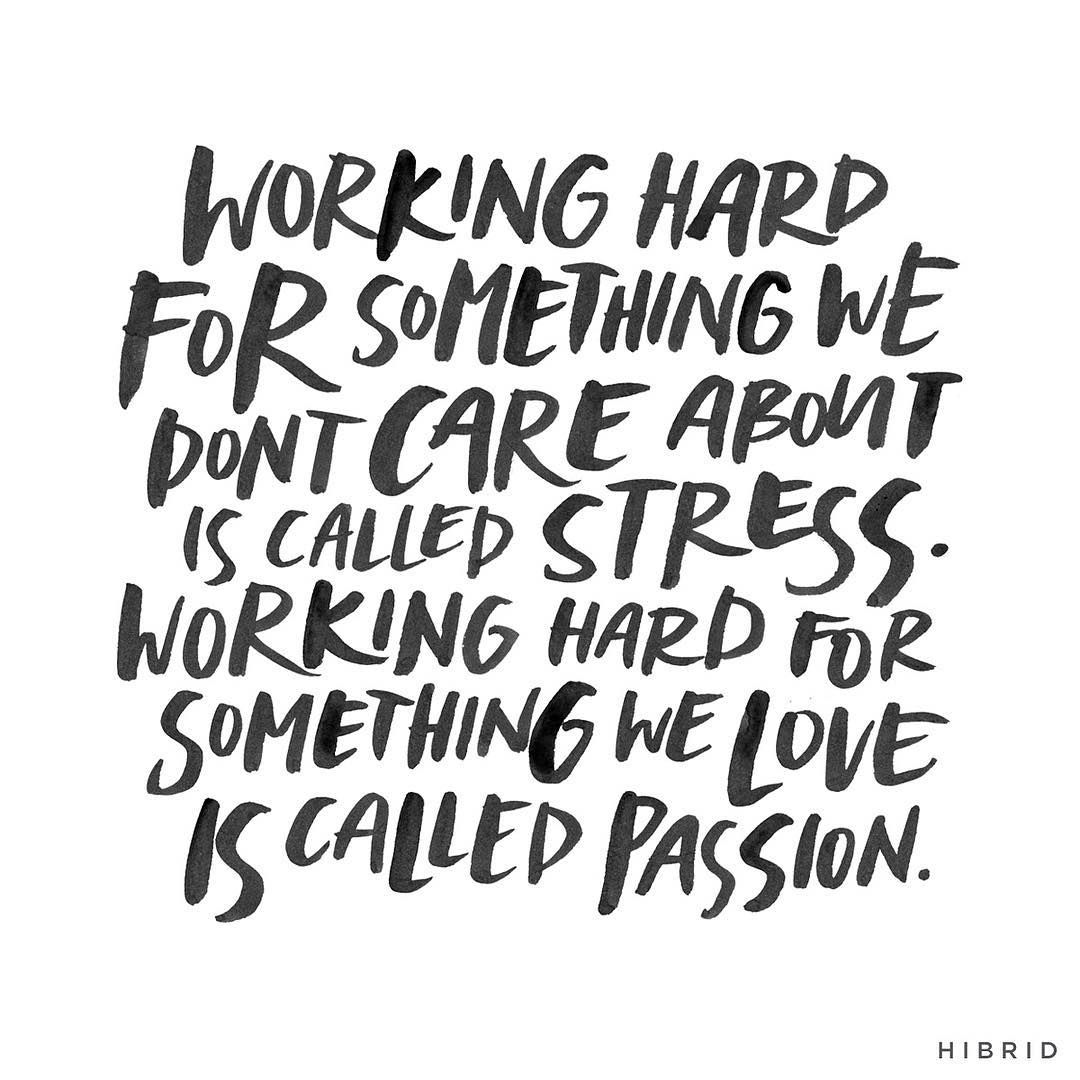 WORKING HARD
FOR SOMETHING WE
DONT CARE ABOUT
IS CALLED STRESS.
WORKING HARD FOR
SOMETHING WE LOVE
IS CALLED PASSION.
HIBRID